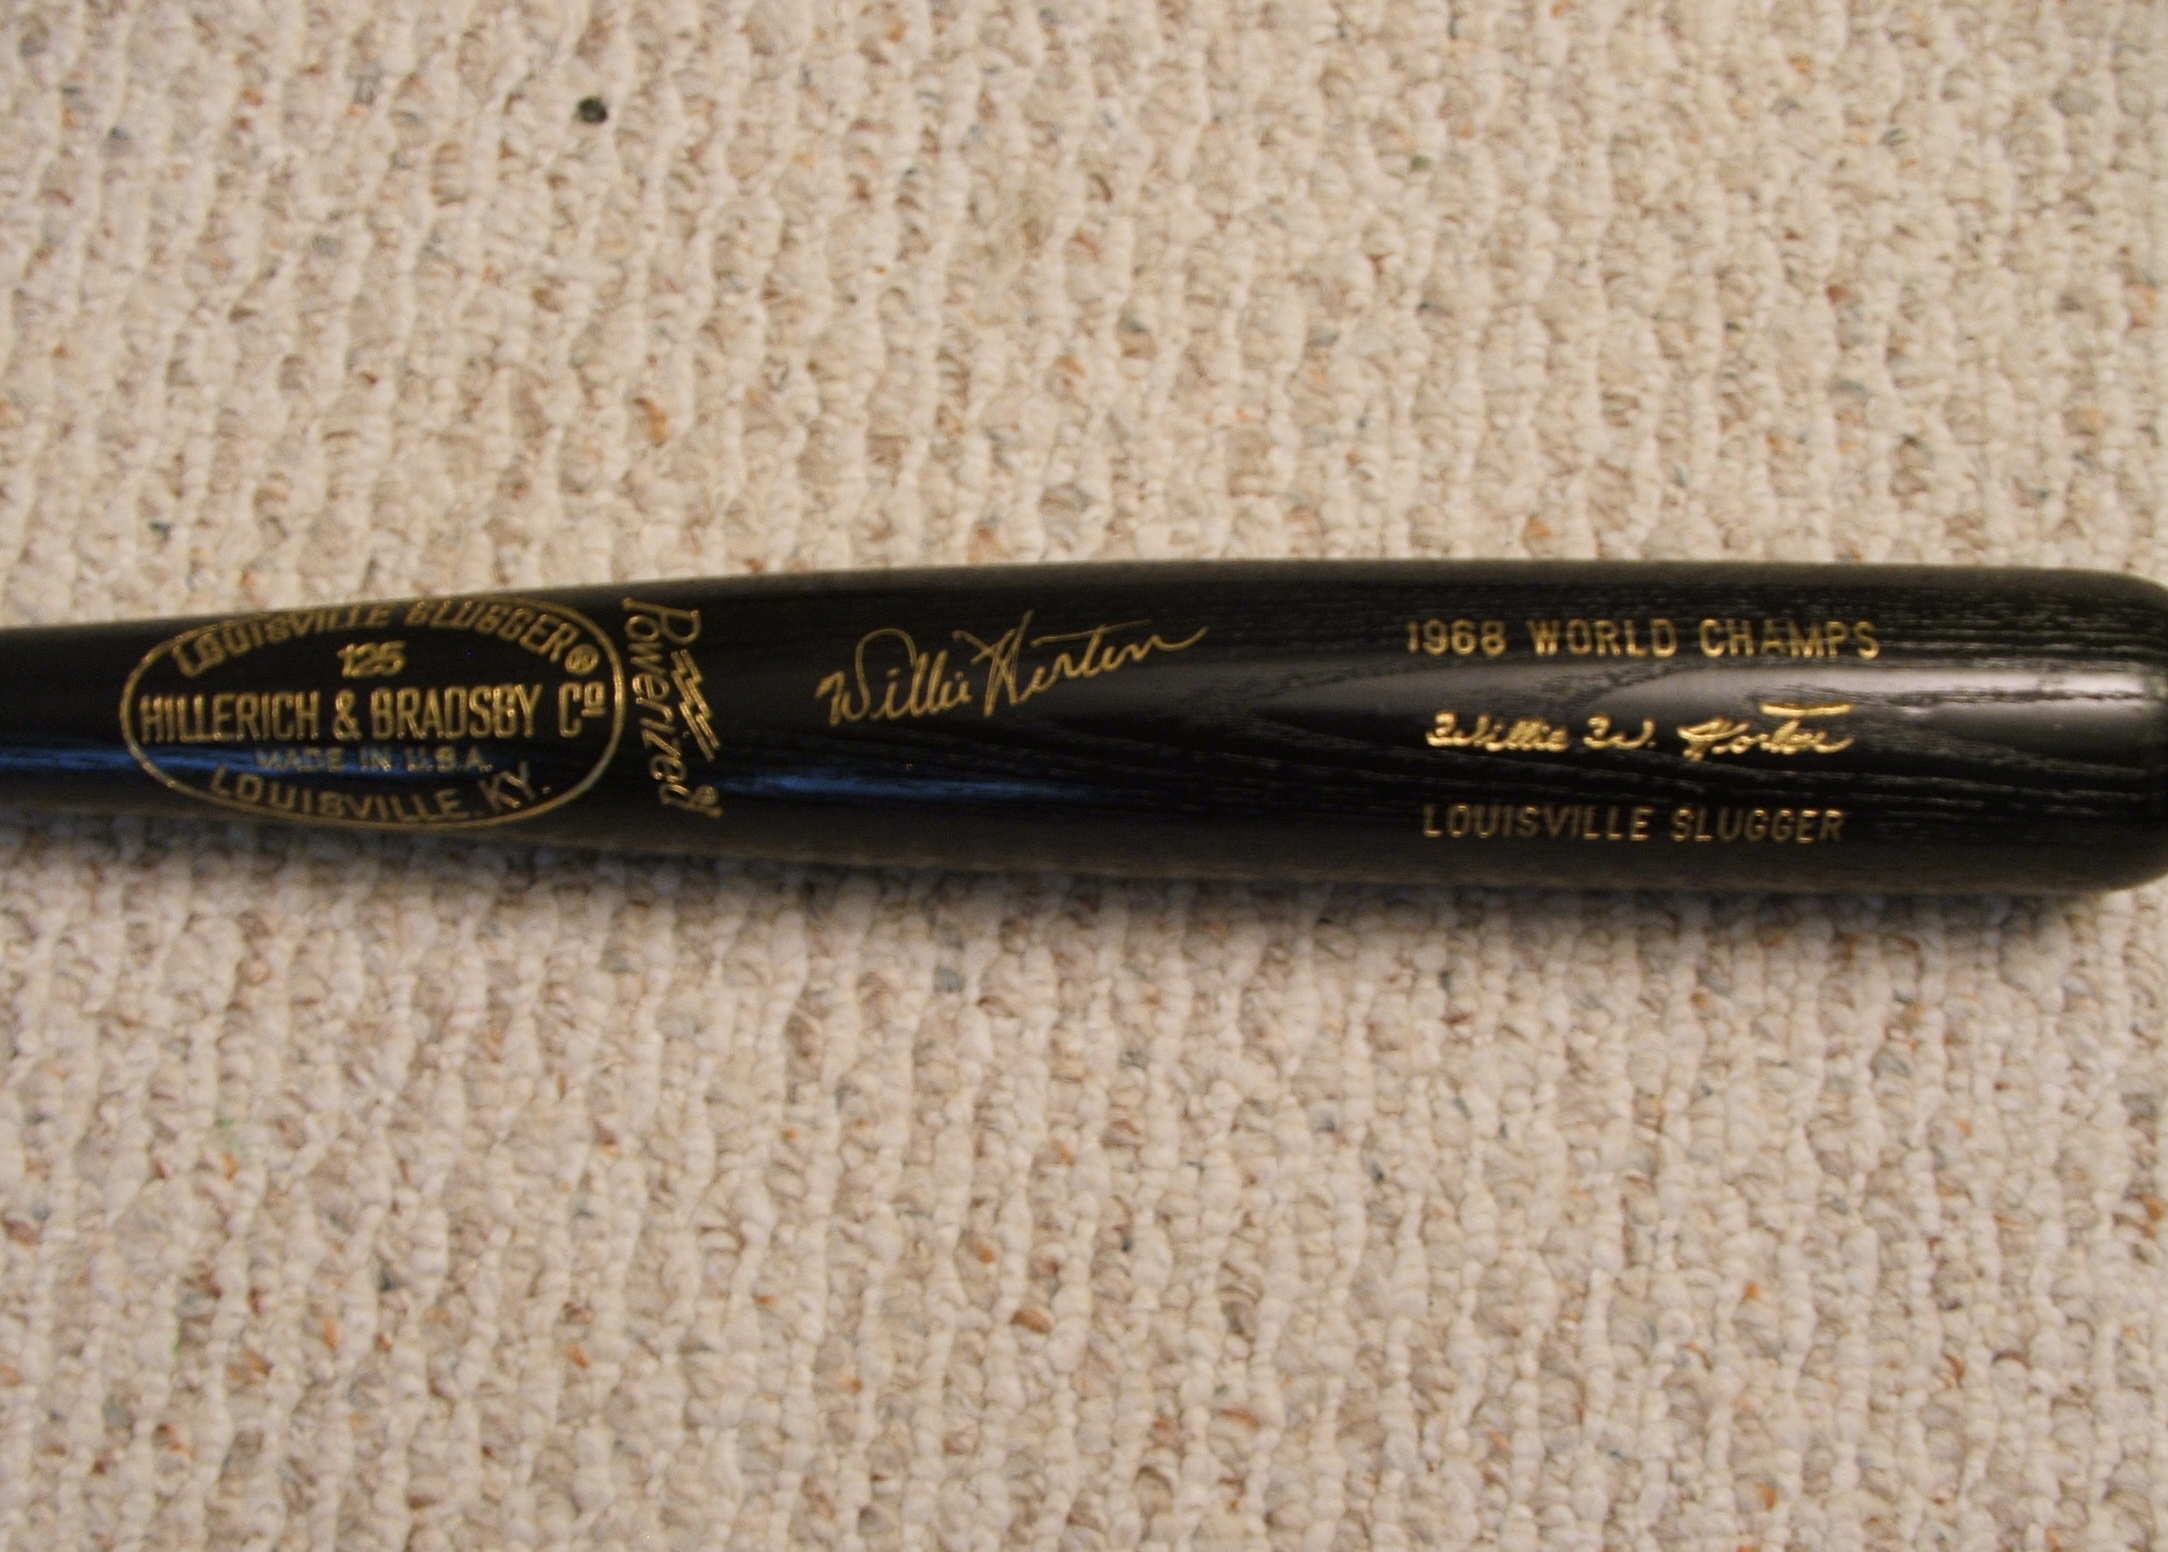 LOUISVILLE SLUGGER®
125
HILLERICH & BRADSBY Co
MADE IN U.S.A.
LOUISVILLE, KY.
Powerized
Willie Horton
1968 WORLD CHAMPS
Willie W. Horton
LOUISVILLE SLUGGER